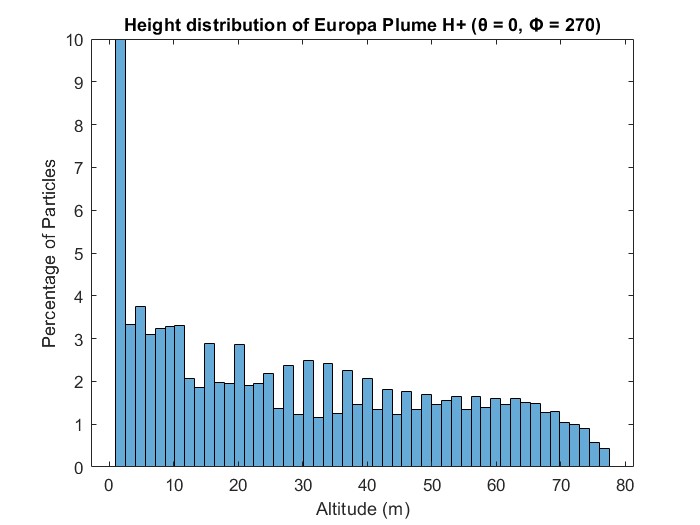 Height distribution of Europa Plume H+ (θ = 0, Φ = 270)
10
9
8
7
6
5
4
3
2
1
0
Percentage of Particles
0 10 20 30 40 50 60 70 80
Altitude (m)